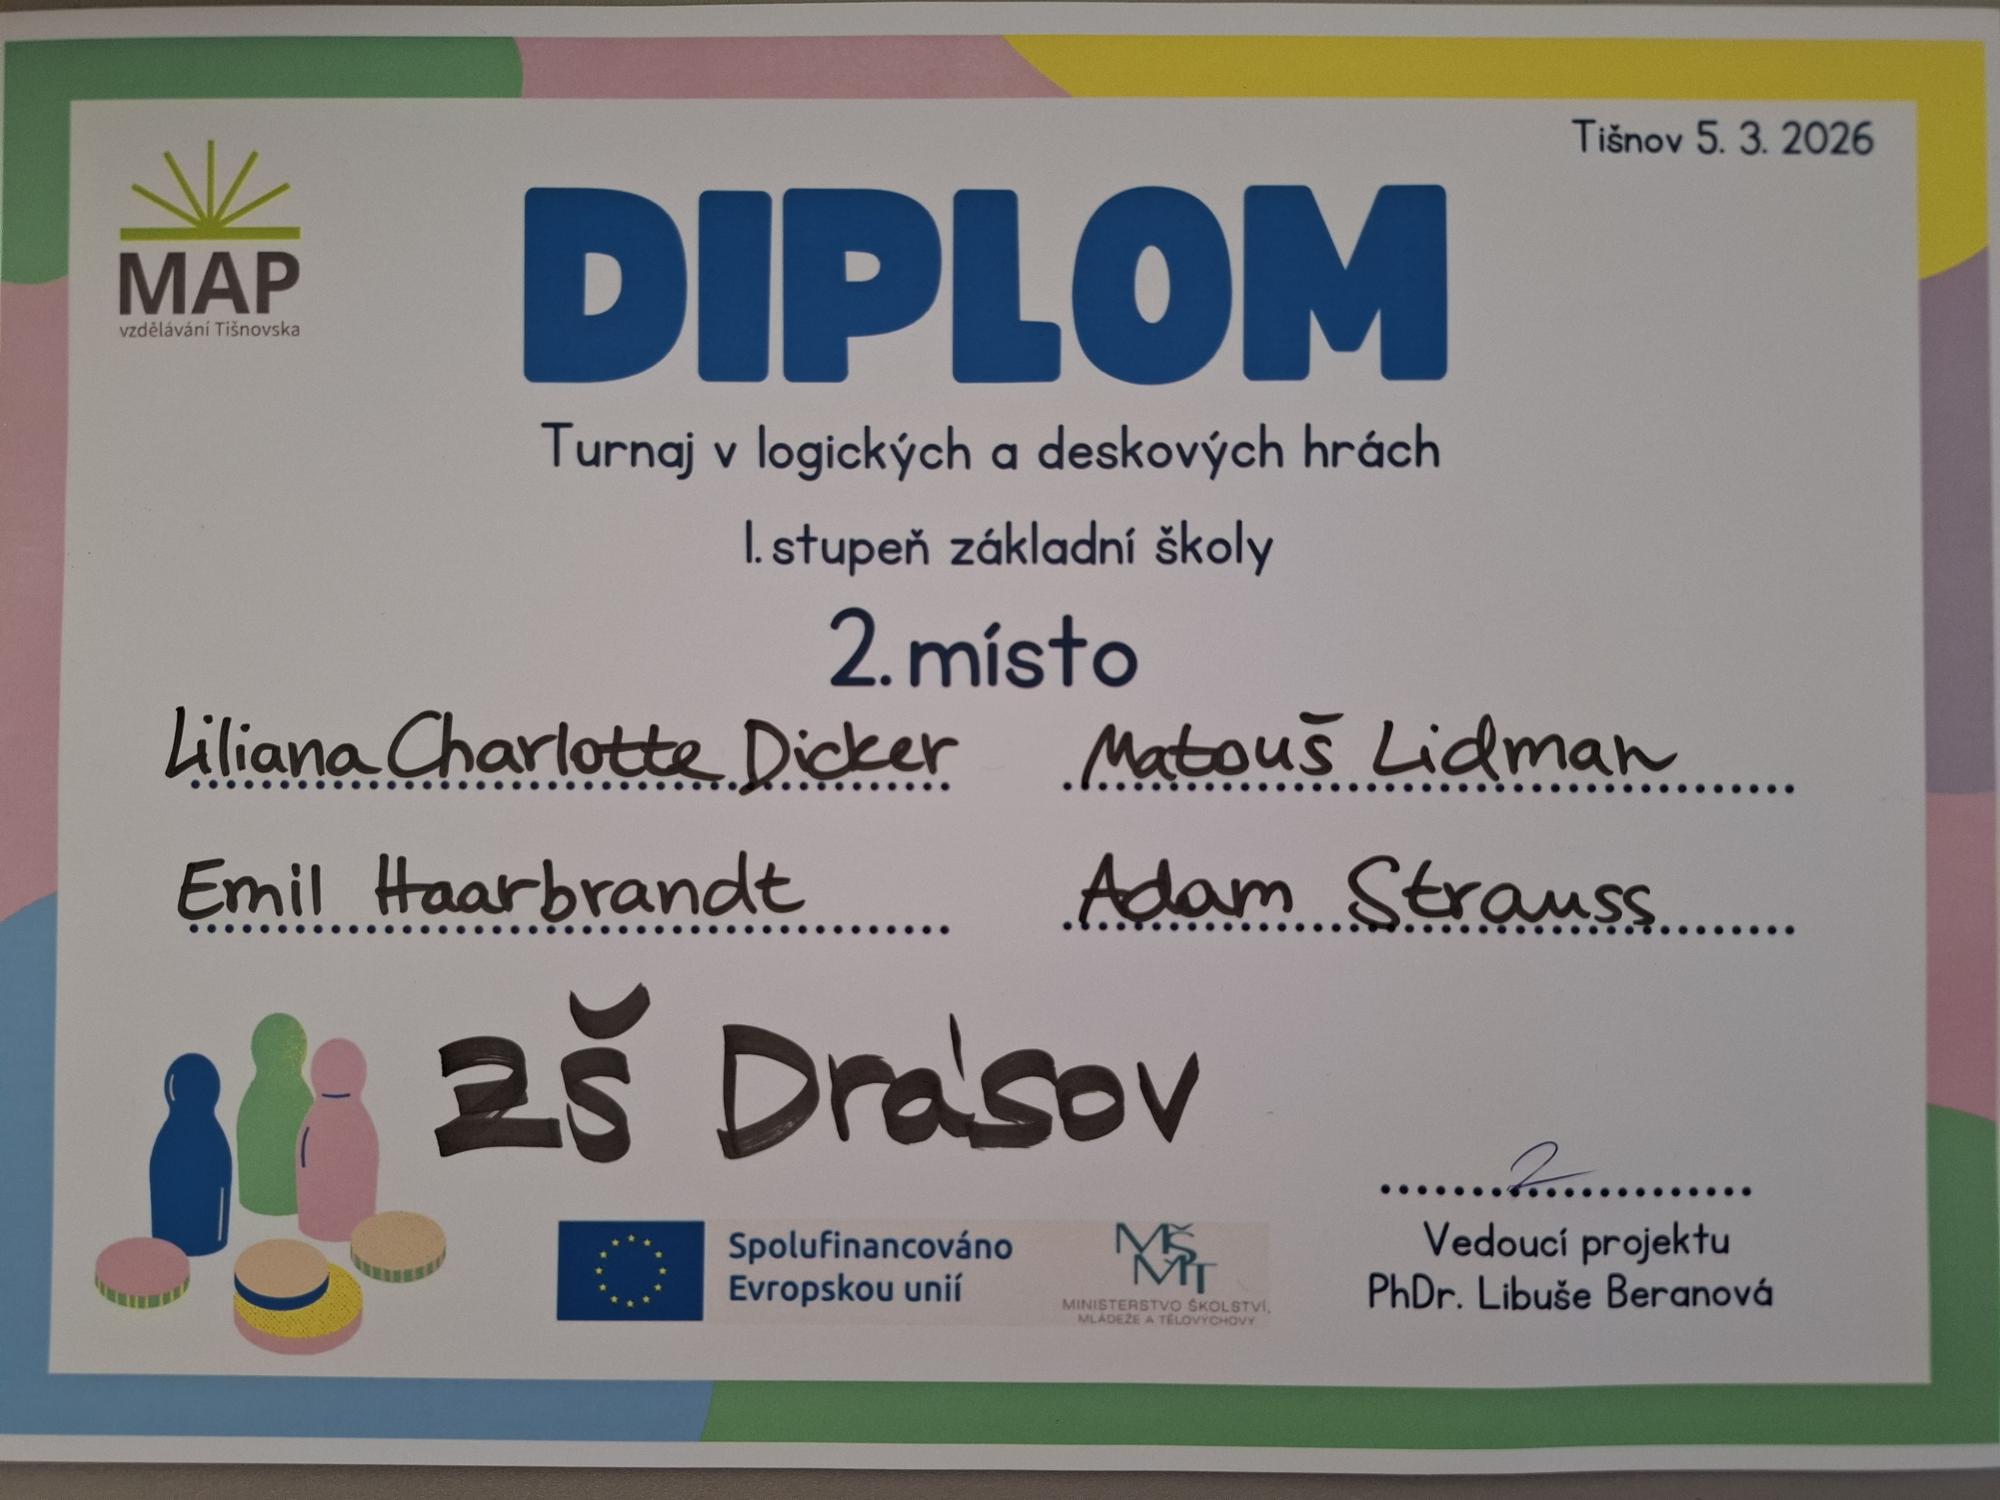 Tišnov 5. 3. 2026
MAP
vzdělávání Tišnovska
DIPLOM
Turnaj v logických a deskových hrách
I. stupeň základní školy
2. místo
Liliana Charlotte Dicker
Matouš Lidman
Emil Haarbrandt
Adam Strauss
ZŠ Drásov
Spolufinancováno
Evropskou unií
MŠMT
MINISTERSTVO ŠKOLSTVÍ,
MLÁDEŽE A TĚLOVÝCHOVY
Vedoucí projektu
PhDr. Libuše Beranová